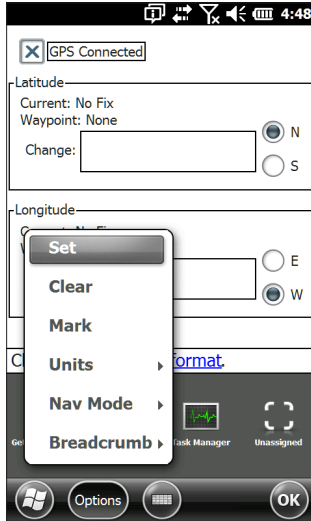 4:48
GPS Connected
Latitude
Current: No Fix
Waypoint: None
Change:
N
S
Longitude
E
W
Set
Clear
Mark
Units
Nav Mode
Breadcrumb
format.
Task Manager
Unassigned
Options
OK